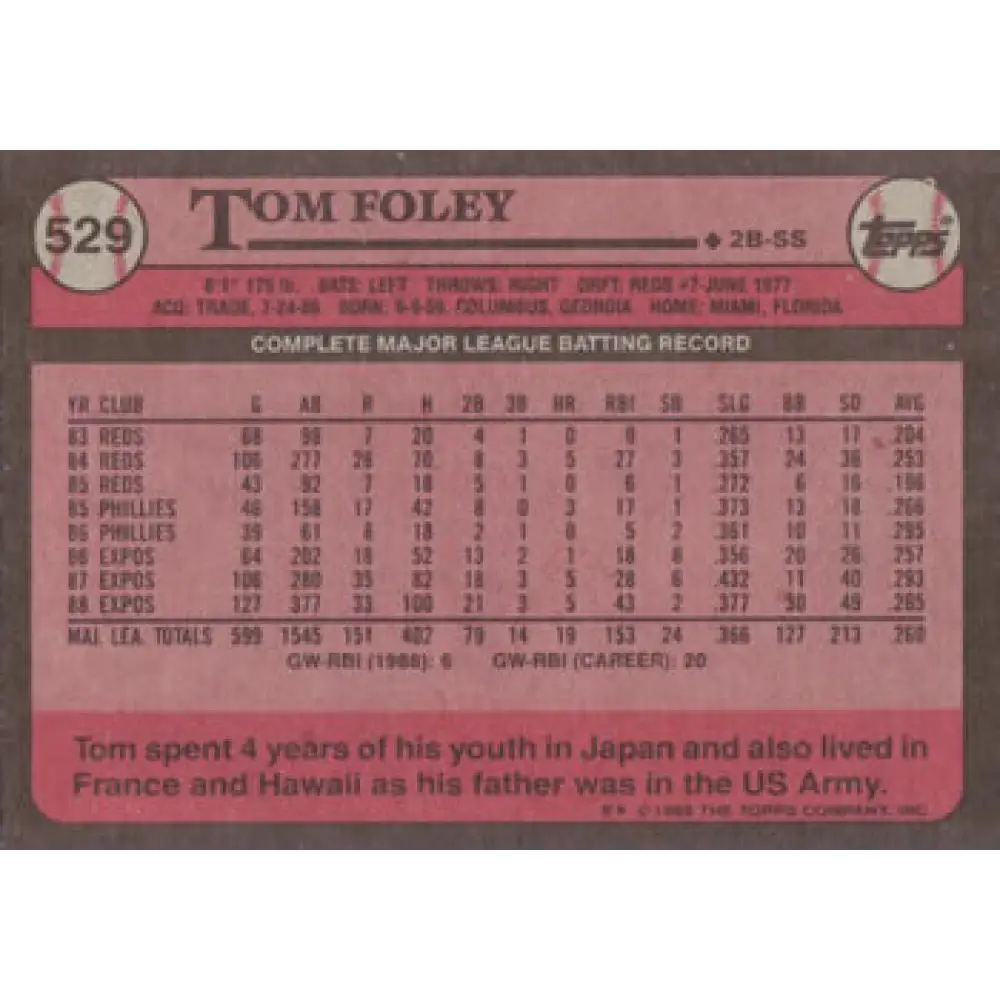 529
TOM FOLEY
2B-SS
Topps
6'1" 175 lb. BATS: LEFT THROWS: RIGHT DRFT: REDS #7-JUNE 1977
ACQ: TRADE, 7-24-86 BORN: 9-9-59, COLUMBUS, GEORGIA HOME: MIAMI, FLORIDA
COMPLETE MAJOR LEAGUE BATTING RECORD
YR CLUB G AB R H 2B 3B HR RBI SB SLG BB SO AVG
83 REDS 68 98 7 20 4 1 0 9 1 .265 13 17 .204
84 REDS 106 277 26 70 8 3 5 27 3 .357 24 36 .253
85 REDS 43 92 7 18 5 1 0 6 1 .272 6 16 .196
85 PHILLIES 46 158 17 42 8 0 3 17 1 .373 13 18 .266
86 PHILLIES 39 61 8 18 2 1 0 5 2 .361 10 11 .295
86 EXPOS 64 202 18 52 13 2 1 18 8 .356 20 26 .257
87 EXPOS 106 280 35 82 18 3 5 28 6 .432 11 40 .293
88 EXPOS 127 377 33 100 21 3 5 43 2 .377 30 49 .265
MAJ. LEA. TOTALS 599 1545 151 402 79 14 19 153 24 .366 127 213 .260
GW-RBI (1988): 6 GW-RBI (CAREER): 20
Tom spent 4 years of his youth in Japan and also lived in
France and Hawaii as his father was in the US Army.
© 1989 THE TOPPS COMPANY, INC.